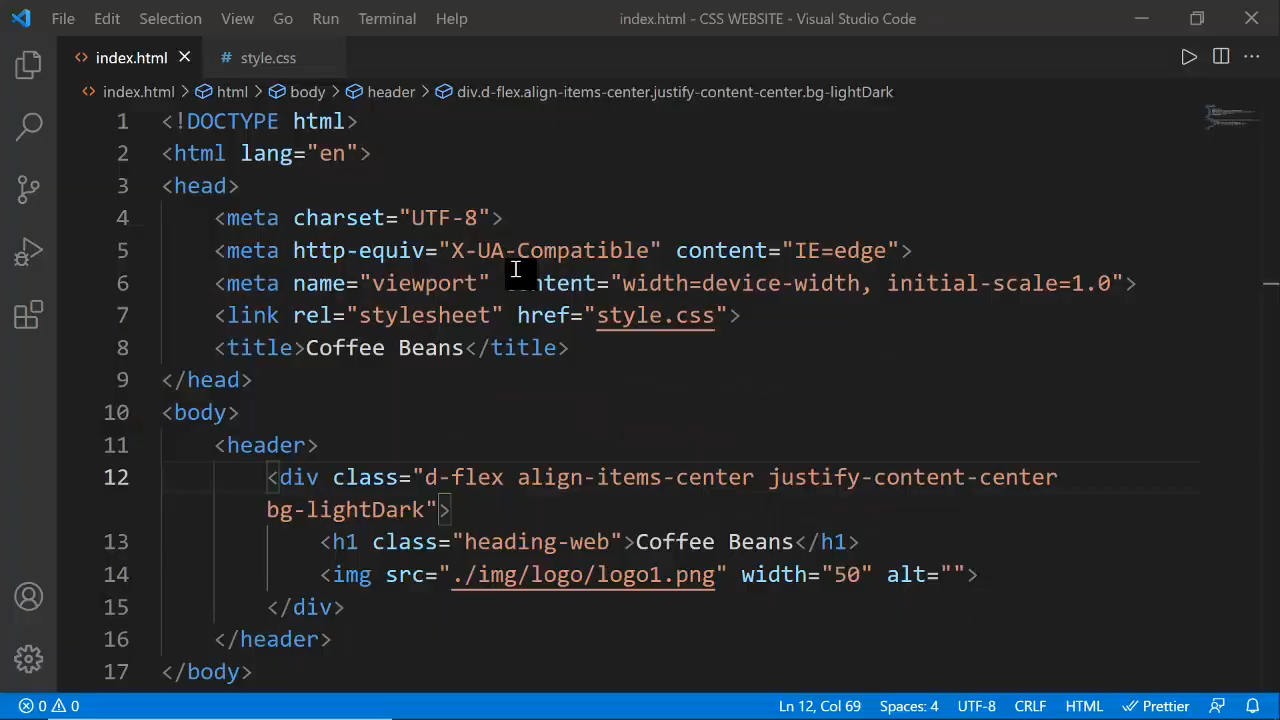 File Edit Selection View Go Run Terminal Help index.html - CSS WEBSITE - Visual Studio Code
index.html style.css
index.html html body header div.d-flex.align-items-center.justify-content-center.bg-lightDark
1 <!DOCTYPE html>
2 <html lang="en">
3 <head>
4 <meta charset="UTF-8">
5 <meta http-equiv="X-UA-Compatible" content="IE=edge">
6 <meta name="viewport" content="width=device-width, initial-scale=1.0">
7 <link rel="stylesheet" href="style.css">
8 <title>Coffee Beans</title>
9 </head>
10 <body>
11 <header>
12 <div class="d-flex align-items-center justify-content-center
bg-lightDark">
13 <h1 class="heading-web">Coffee Beans</h1>
14 <img src="./img/logo/logo1.png" width="50" alt="">
15 </div>
16 </header>
17 </body>
0 0 Ln 12, Col 69 Spaces: 4 UTF-8 CRLF HTML Prettier